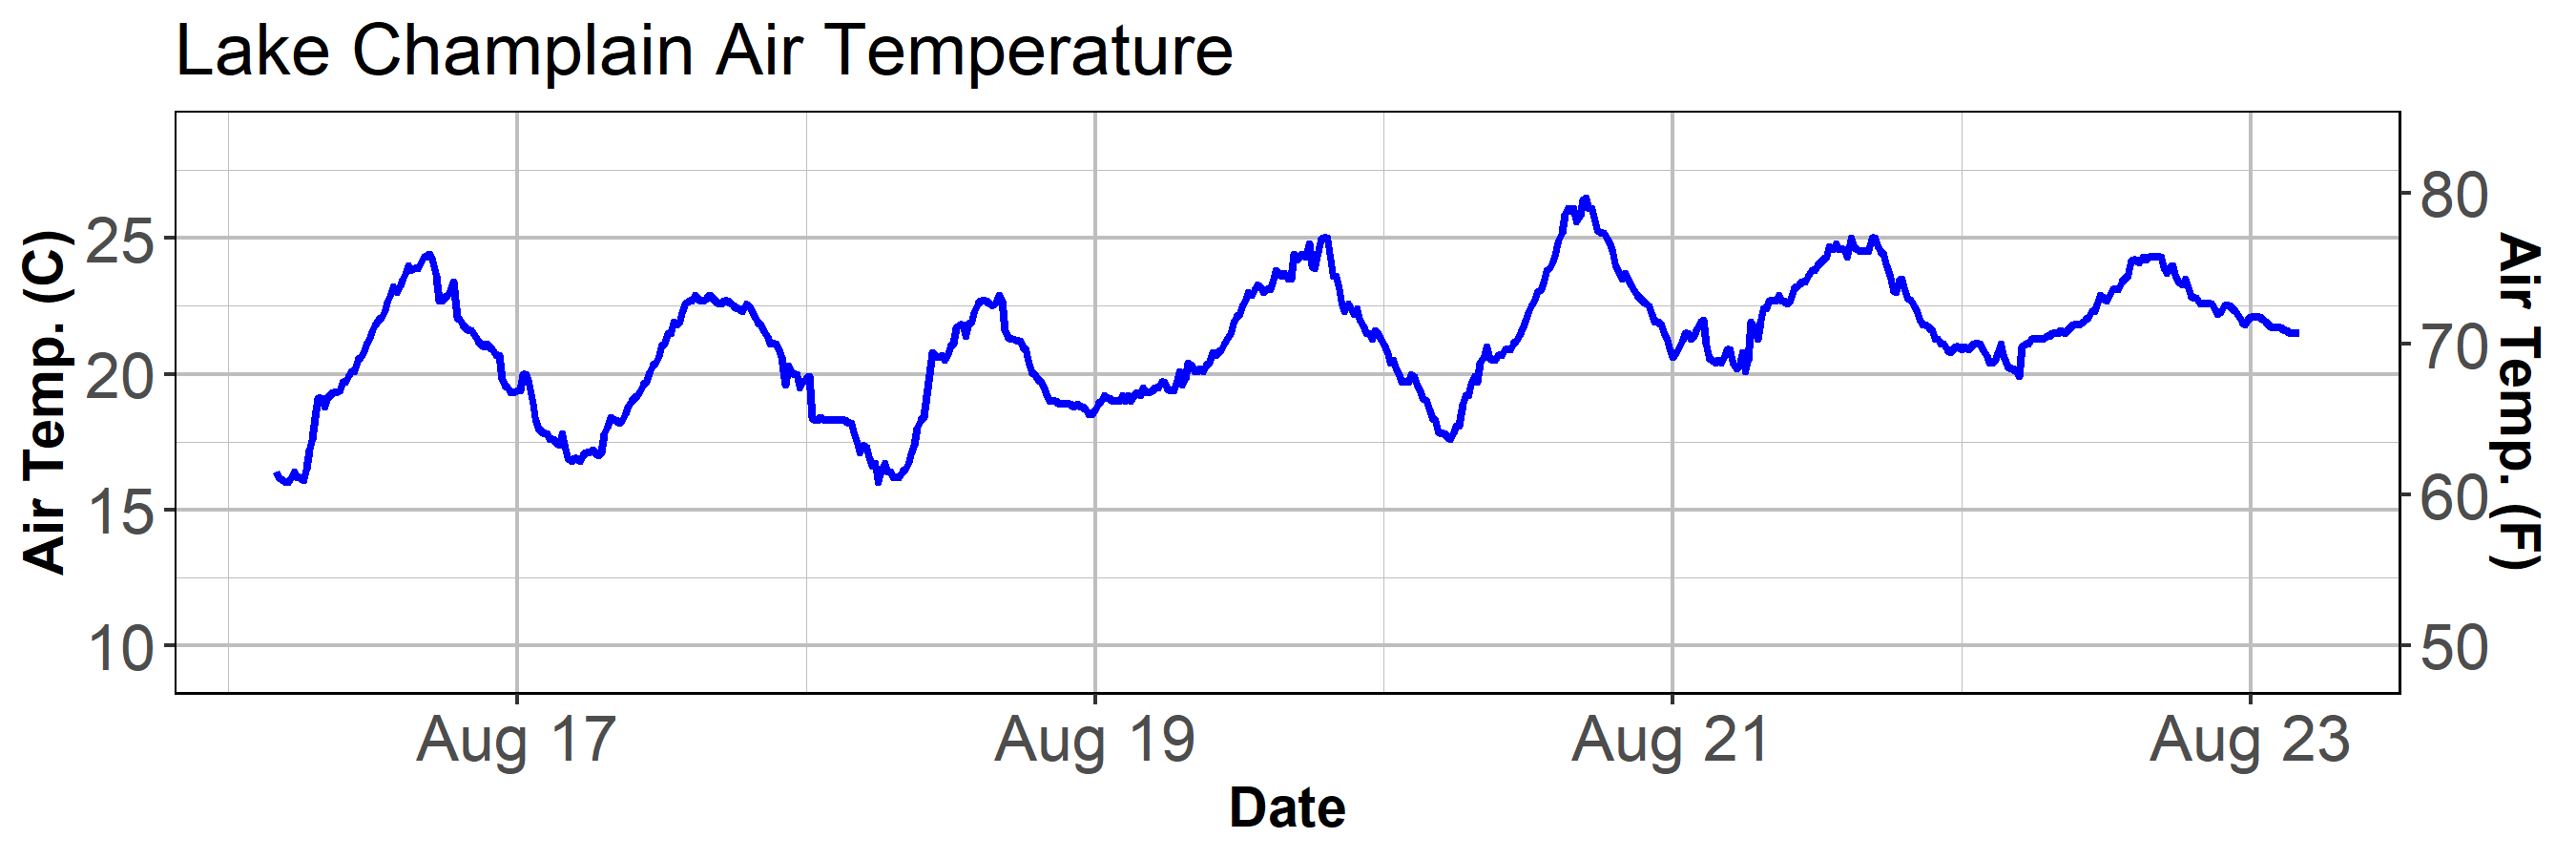 Lake Champlain Air Temperature
Air Temp. (C)
25
20
15
10
80
70
60
50
Air Temp. (F)
Aug 17
Aug 19
Aug 21
Aug 23
Date